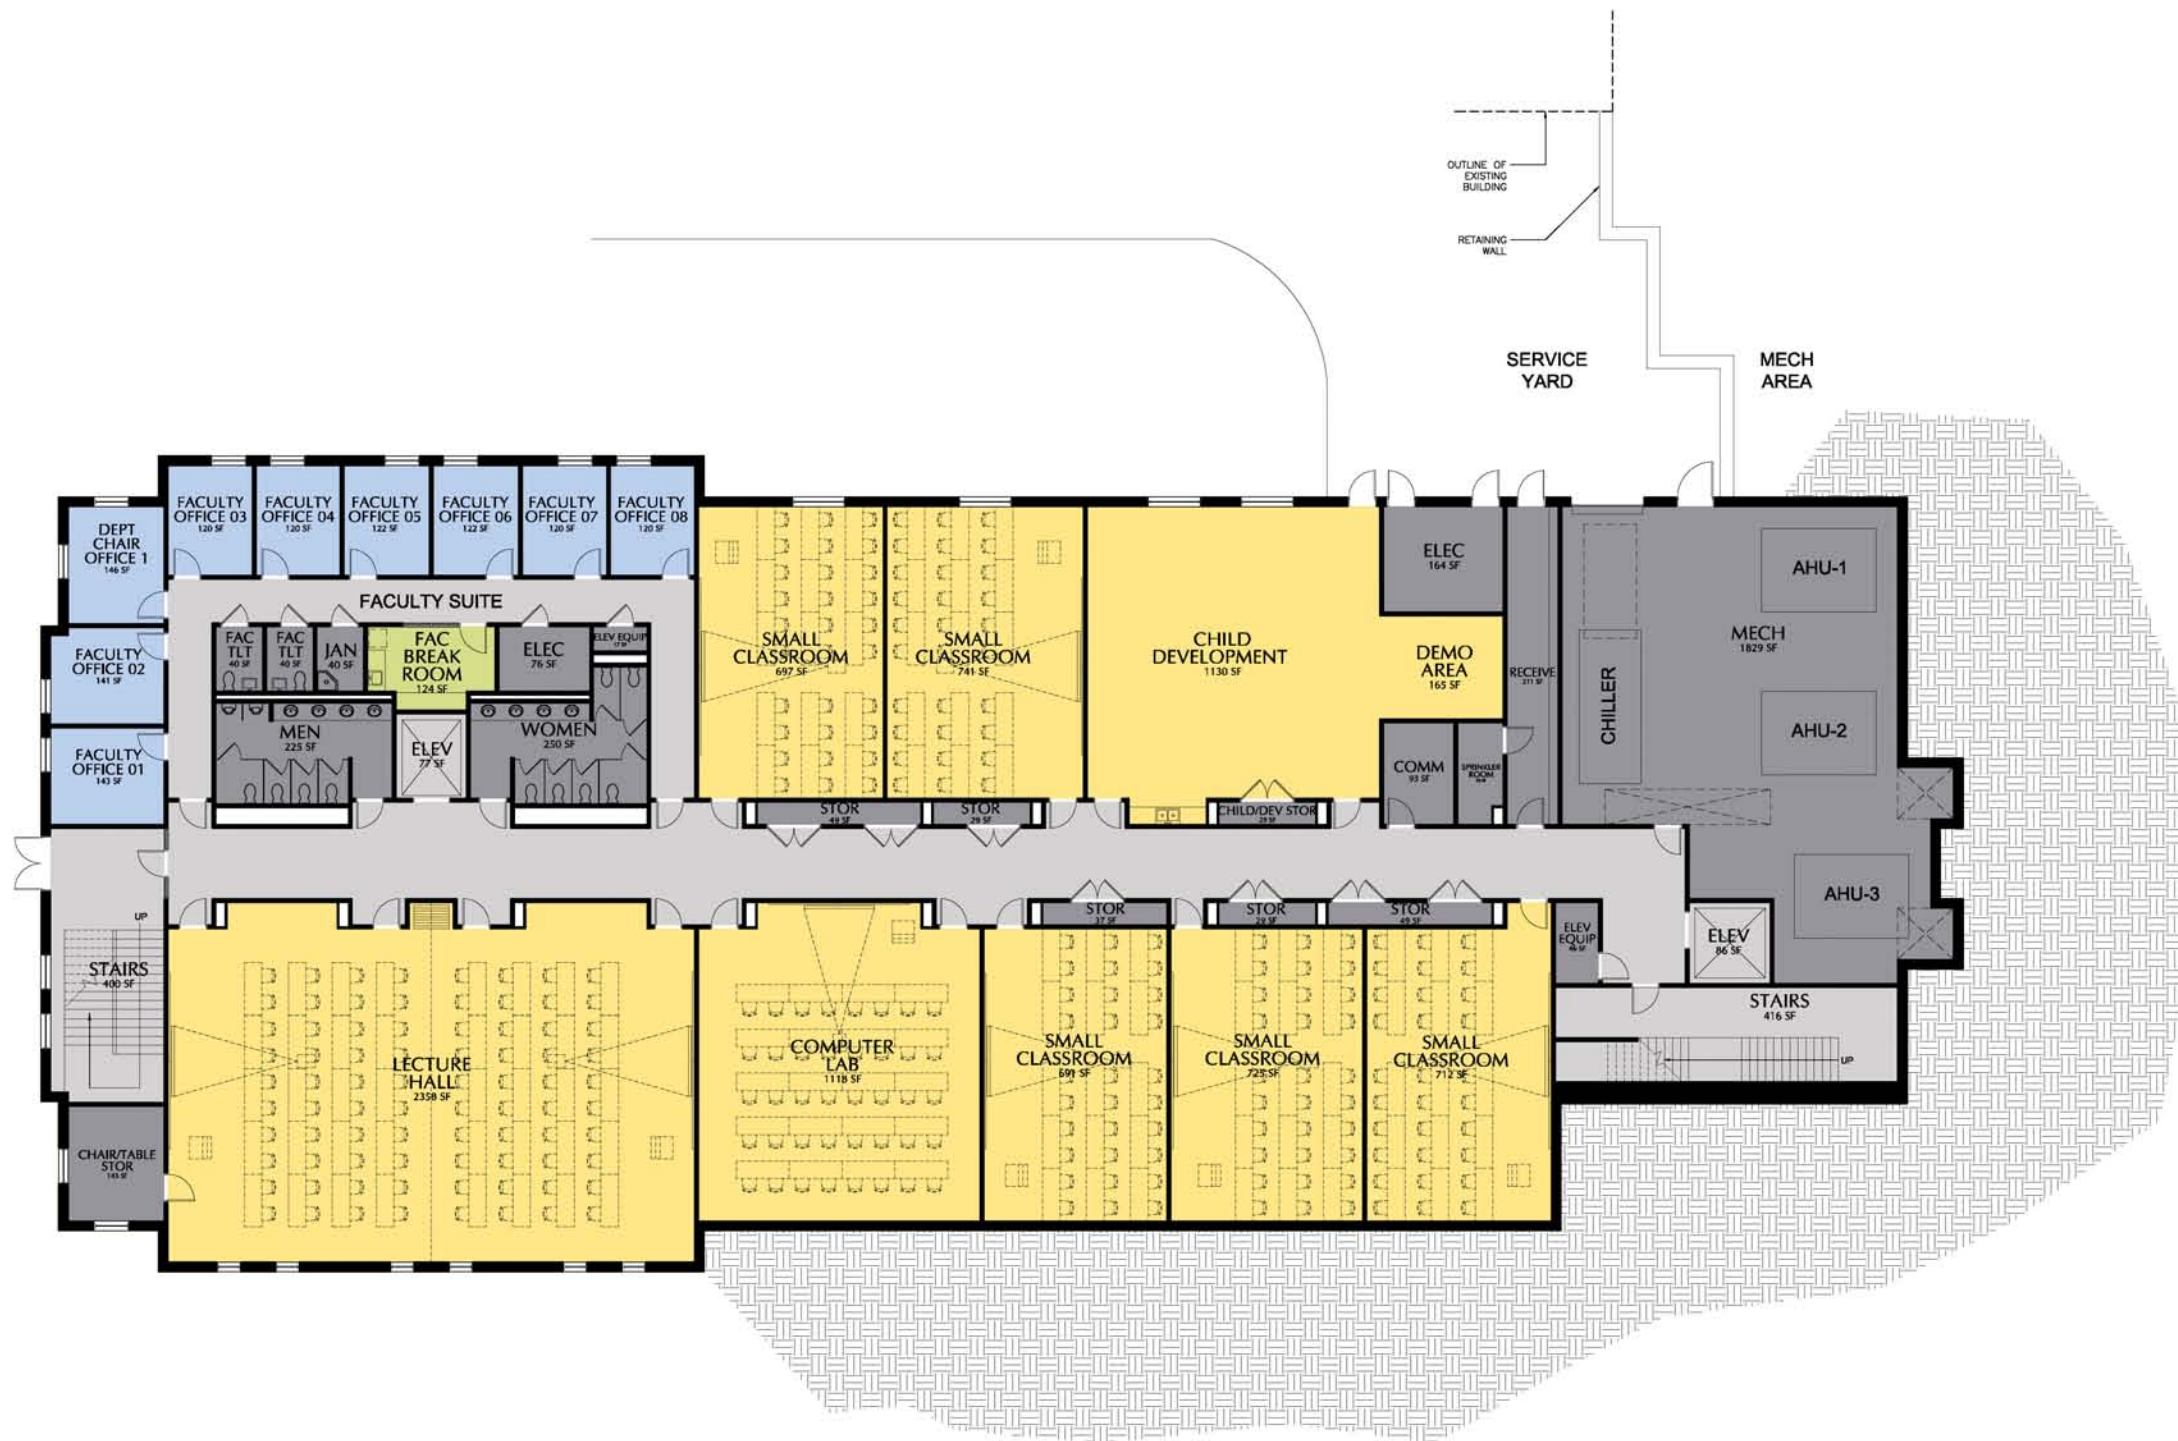 OUTLINE OF
EXISTING
BUILDING
RETAINING
WALL
SERVICE
YARD
MECH
AREA
DEPT
CHAIR
OFFICE 1
146 SF
FACULTY
OFFICE 03
120 SF
FACULTY
OFFICE 04
120 SF
FACULTY
OFFICE 05
122 SF
FACULTY
OFFICE 06
122 SF
FACULTY
OFFICE 07
120 SF
FACULTY
OFFICE 08
120 SF
FACULTY SUITE
FACULTY
OFFICE 02
141 SF
FACULTY
OFFICE 01
143 SF
FAC
TLT
40 SF
FAC
TLT
40 SF
JAN
40 SF
FAC
BREAK
ROOM
124 SF
ELEC
76 SF
ELEV EQUIP
MEN
225 SF
ELEV
77 SF
WOMEN
250 SF
SMALL
CLASSROOM
697 SF
SMALL
CLASSROOM
741 SF
CHILD
DEVELOPMENT
1130 SF
ELEC
164 SF
DEMO
AREA
165 SF
RECEIVE
211 SF
COMM
93 SF
SPRINKLER
ROOM
MECH
1829 SF
CHILLER
AHU-1
AHU-2
AHU-3
STOR
49 SF
STOR
29 SF
CHILD/DEV STOR
29 SF
UP
STAIRS
400 SF
CHAIR/TABLE
STOR
143 SF
LECTURE
HALL
2358 SF
COMPUTER
LAB
1118 SF
STOR
37 SF
STOR
29 SF
STOR
49 SF
SMALL
CLASSROOM
691 SF
SMALL
CLASSROOM
725 SF
SMALL
CLASSROOM
712 SF
ELEV
EQUIP
ELEV
86 SF
STAIRS
416 SF
UP